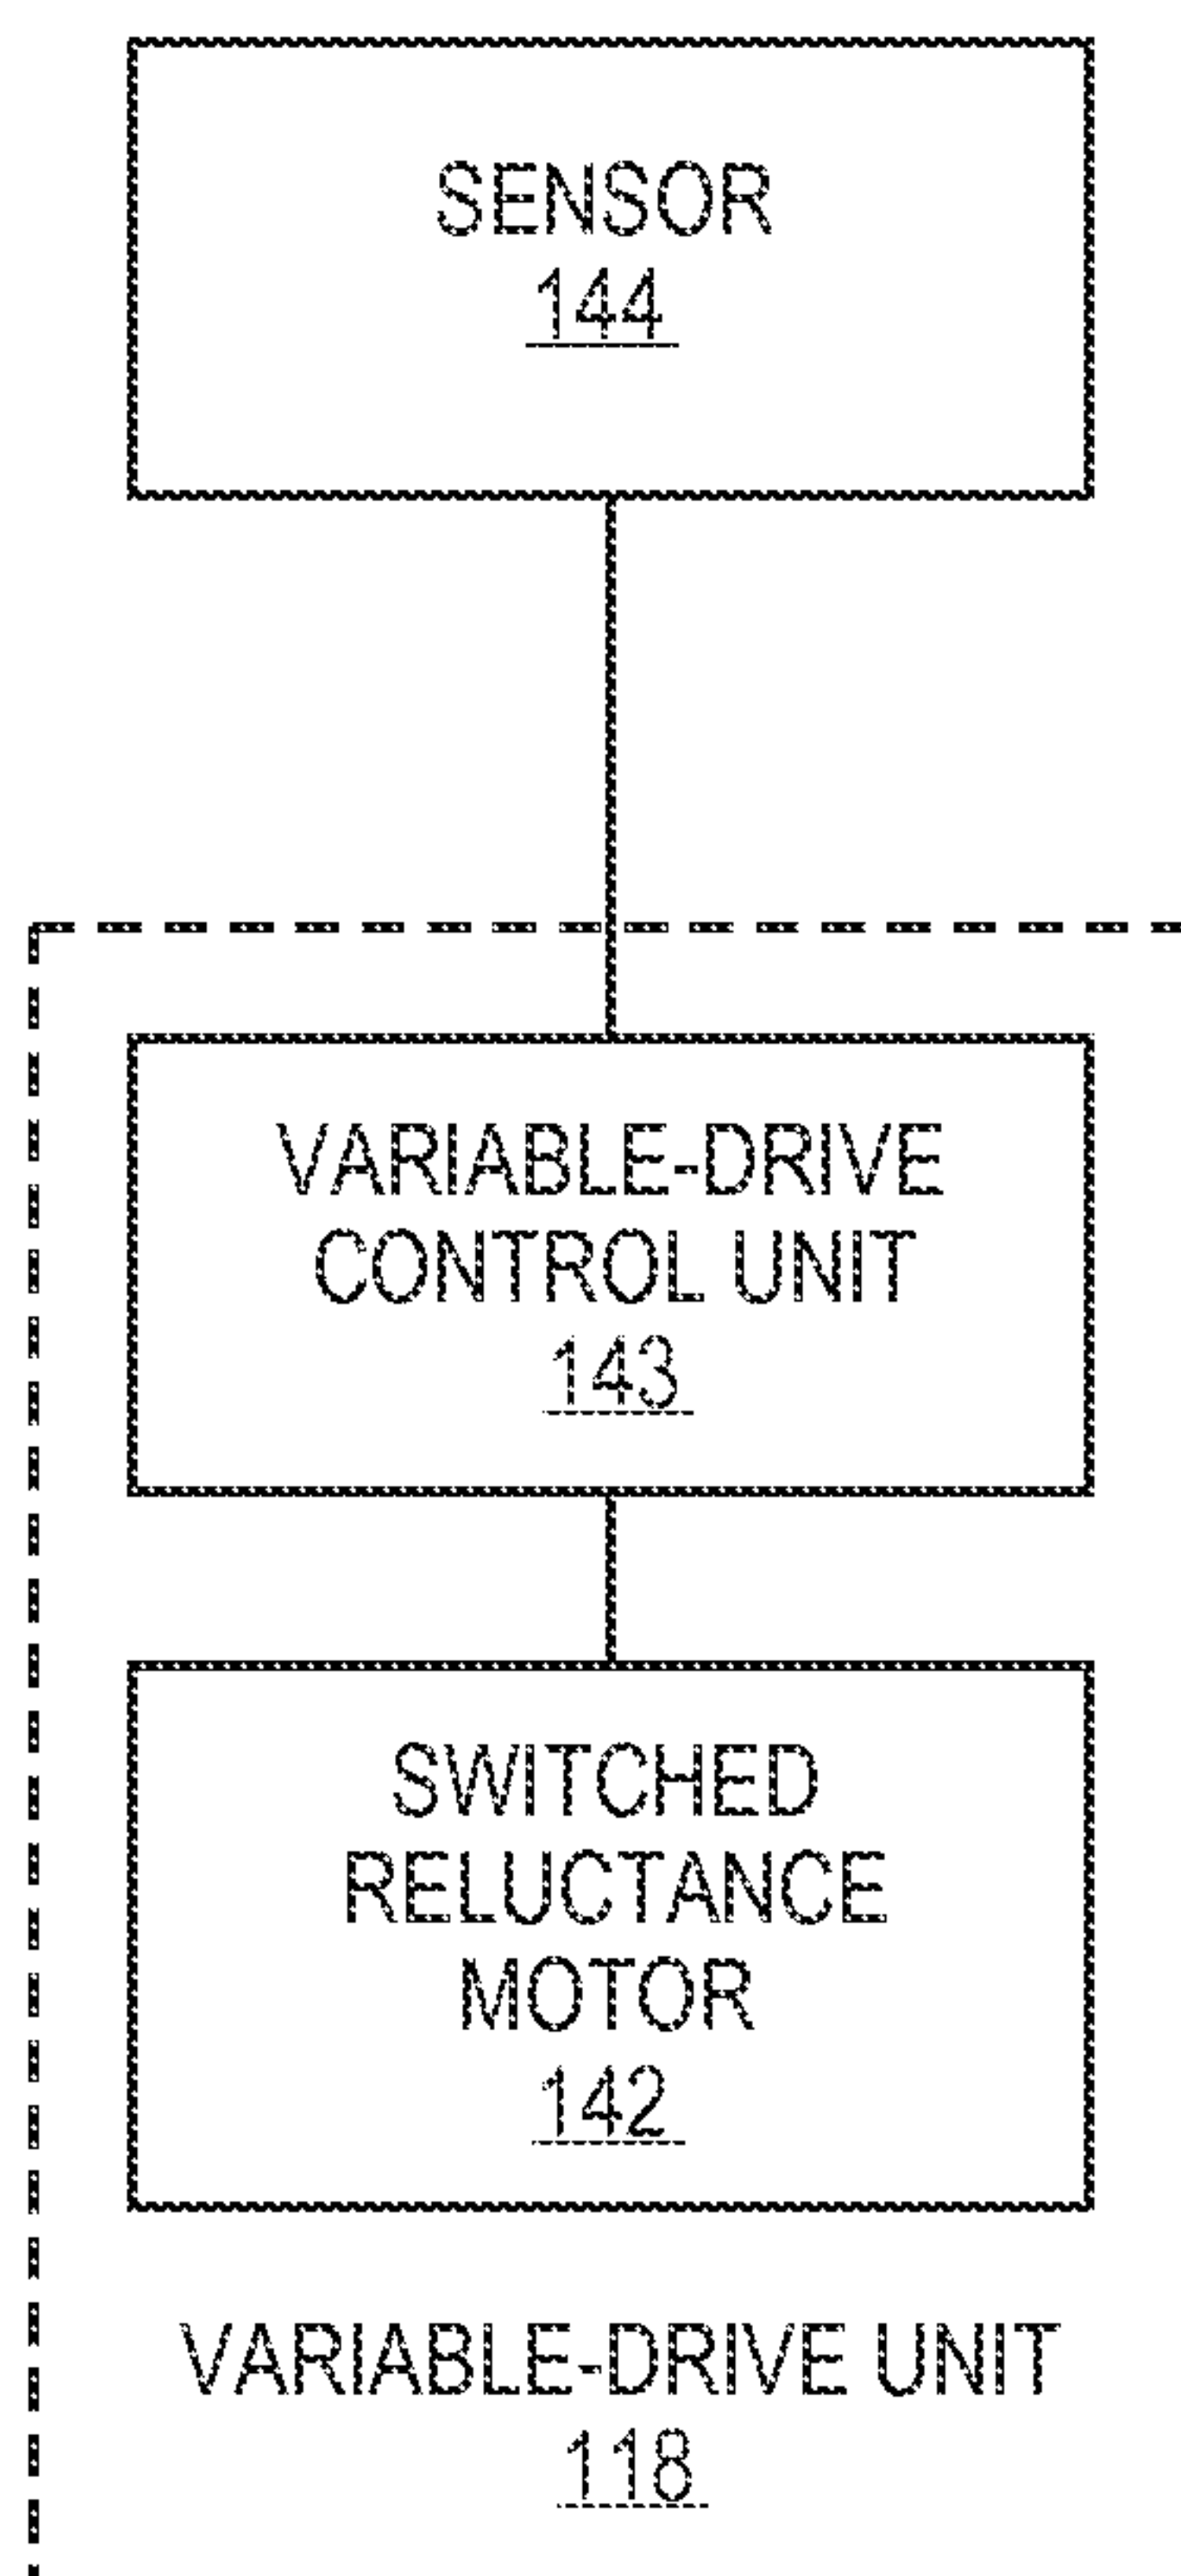 SENSOR
144
VARIABLE-DRIVE
CONTROL UNIT
143
SWITCHED
RELUCTANCE
MOTOR
142
VARIABLE-DRIVE UNIT
118